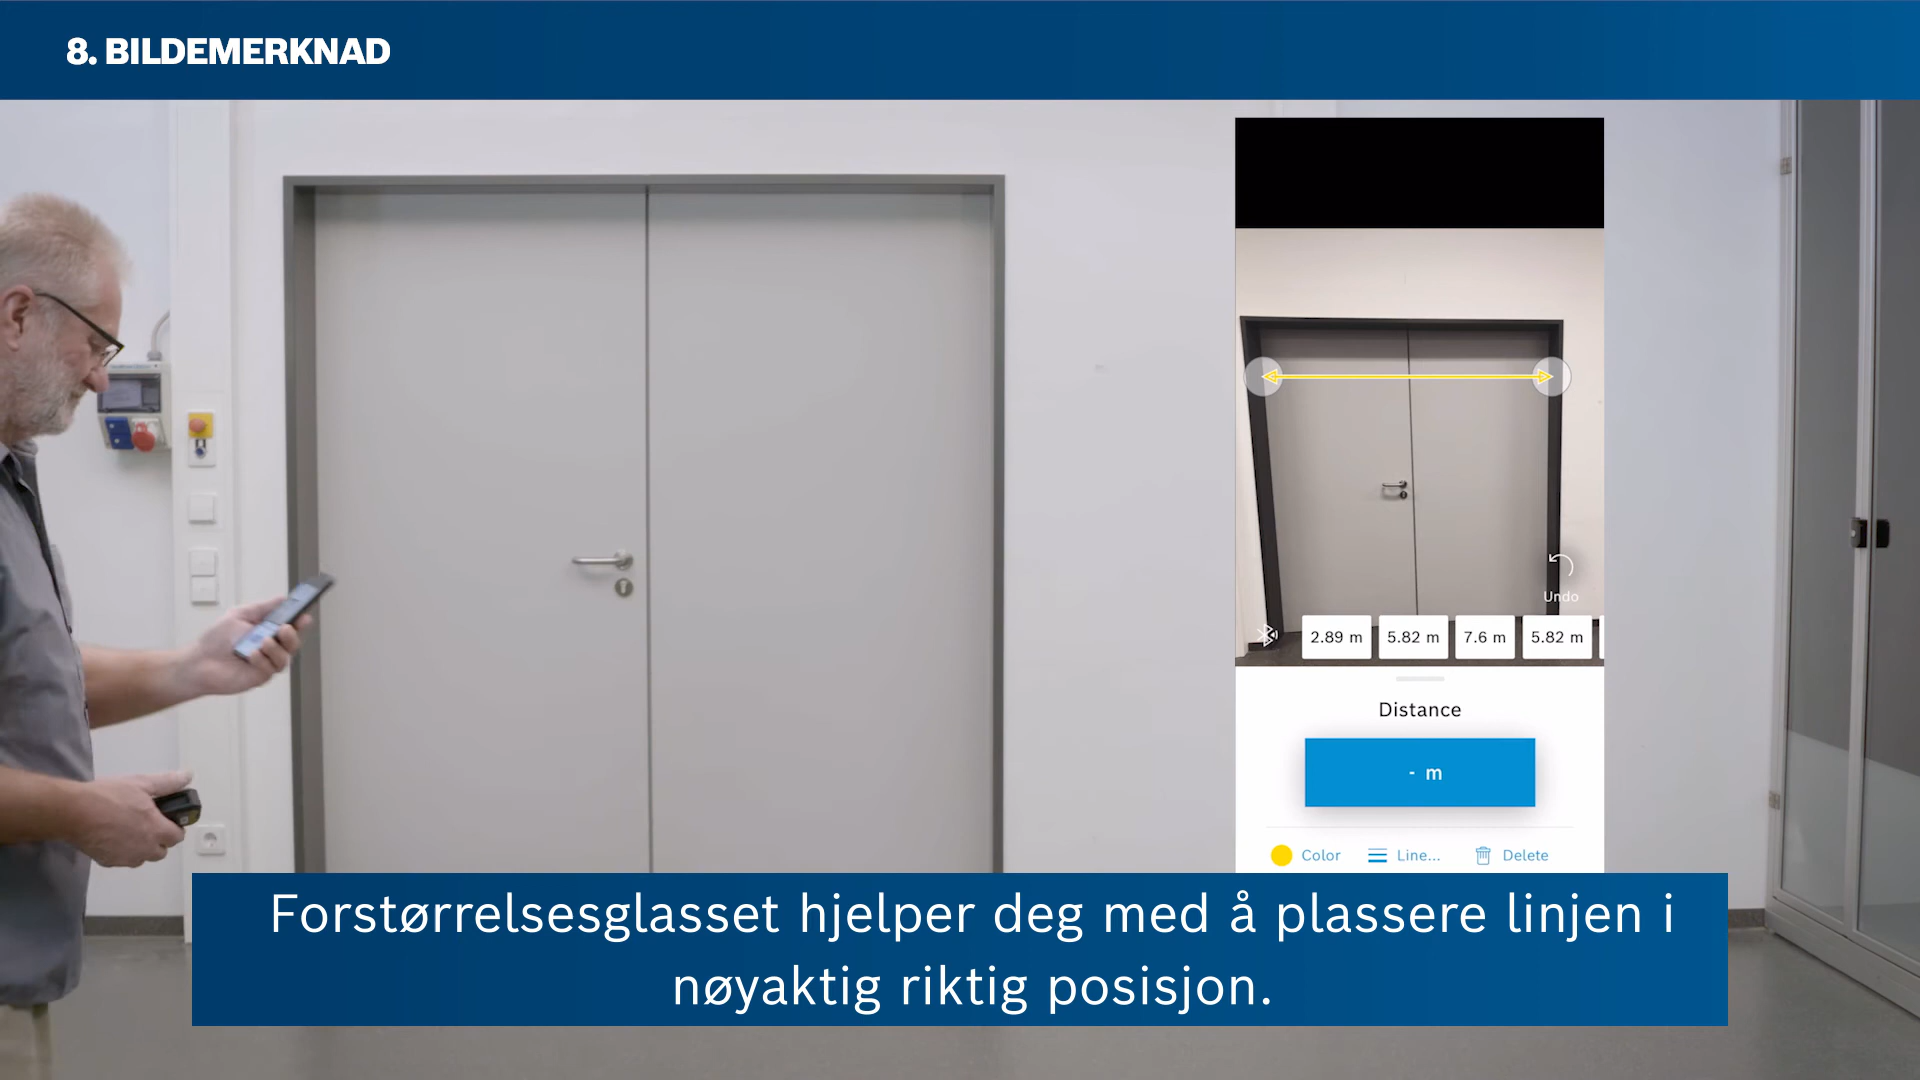 8. BILDEMERKNAD
Undo
2.89 m 5.82 m 7.6 m 5.82 m
Distance
- m
Color Line... Delete
Forstørrelsesglasset hjelper deg med å plassere linjen i
nøyaktig riktig posisjon.